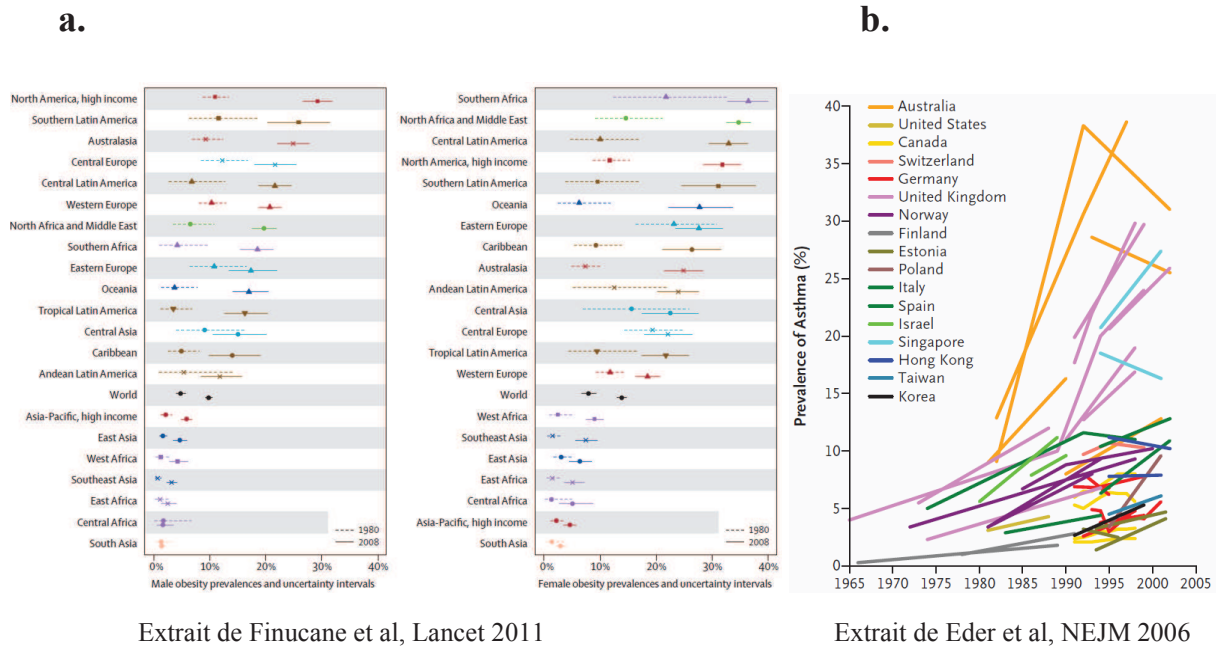 a.
b.
North America, high income
Southern Latin America
Australasia
Central Europe
Central Latin America
Western Europe
North Africa and Middle East
Southern Africa
Eastern Europe
Oceania
Tropical Latin America
Central Asia
Caribbean
Andean Latin America
World
Asia-Pacific, high income
East Asia
West Africa
Southeast Asia
East Africa
Central Africa
South Asia
1980
2008
0% 10% 20% 30% 40%
Male obesity prevalences and uncertainty intervals
Southern Africa
North Africa and Middle East
Central Latin America
North America, high income
Southern Latin America
Oceania
Eastern Europe
Caribbean
Australasia
Andean Latin America
Central Asia
Central Europe
Tropical Latin America
Western Europe
World
West Africa
Southeast Asia
East Asia
East Africa
Central Africa
Asia-Pacific, high income
South Asia
1980
2008
0% 10% 20% 30% 40%
Female obesity prevalences and uncertainty intervals
Prevalence of Asthma (%)
40
35
30
25
20
15
10
5
0
Australia
United States
Canada
Switzerland
Germany
United Kingdom
Norway
Finland
Estonia
Poland
Italy
Spain
Israel
Singapore
Hong Kong
Taiwan
Korea
1965 1970 1975 1980 1985 1990 1995 2000 2005
Extrait de Finucane et al, Lancet 2011
Extrait de Eder et al, NEJM 2006